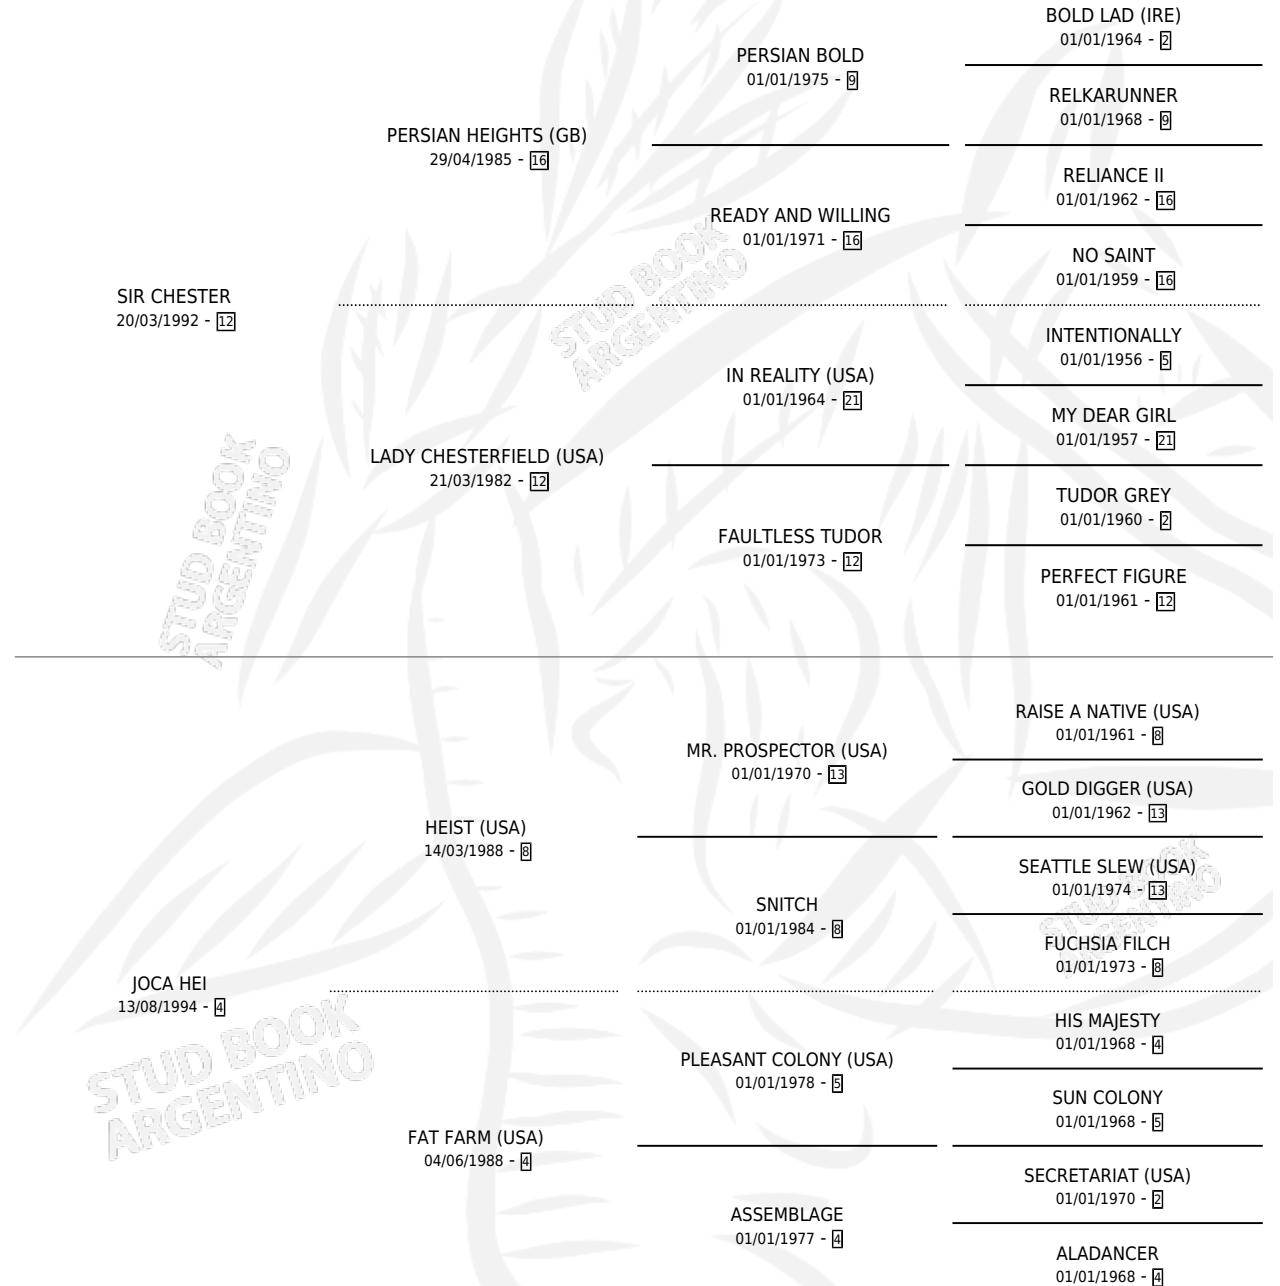 BOLD LAD (IRE)
01/01/1964 - 2
PERSIAN BOLD
01/01/1975 - 9
RELKARUNNER
01/01/1968 - 9
PERSIAN HEIGHTS (GB)
29/04/1985 - 16
RELIANCE II
01/01/1962 - 16
READY AND WILLING
01/01/1971 - 16
NO SAINT
01/01/1959 - 16
SIR CHESTER
20/03/1992 - 12
STUD BOOK
ARGENTINO
INTENTIONALLY
01/01/1956 - 5
IN REALITY (USA)
01/01/1964 - 21
MY DEAR GIRL
01/01/1957 - 21
LADY CHESTERFIELD (USA)
21/03/1982 - 12
TUDOR GREY
01/01/1960 - 2
FAULTLESS TUDOR
01/01/1973 - 12
PERFECT FIGURE
01/01/1961 - 12
STUD BOOK
ARGENTINO
RAISE A NATIVE (USA)
01/01/1961 - 8
MR. PROSPECTOR (USA)
01/01/1970 - 13
GOLD DIGGER (USA)
01/01/1962 - 13
HEIST (USA)
14/03/1988 - 8
SEATTLE SLEW (USA)
01/01/1974 - 13
SNITCH
01/01/1984 - 8
FUCHSIA FILCH
01/01/1973 - 8
STUD BOOK
ARGENTINO
JOCA HEI
13/08/1994 - 4
HIS MAJESTY
01/01/1968 - 4
PLEASANT COLONY (USA)
01/01/1978 - 5
SUN COLONY
01/01/1968 - 5
STUD BOOK
ARGENTINO
FAT FARM (USA)
04/06/1988 - 4
SECRETARIAT (USA)
01/01/1970 - 2
ASSEMBLAGE
01/01/1977 - 4
ALADANCER
01/01/1968 - 4